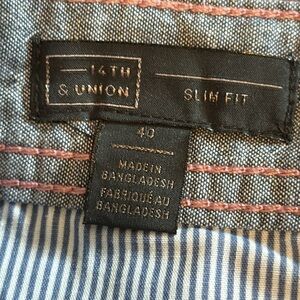 14TH
& UNION
SLIM FIT
40
MADE IN
BANGLADESH
FABRIQUÉ AU
BANGLADESH